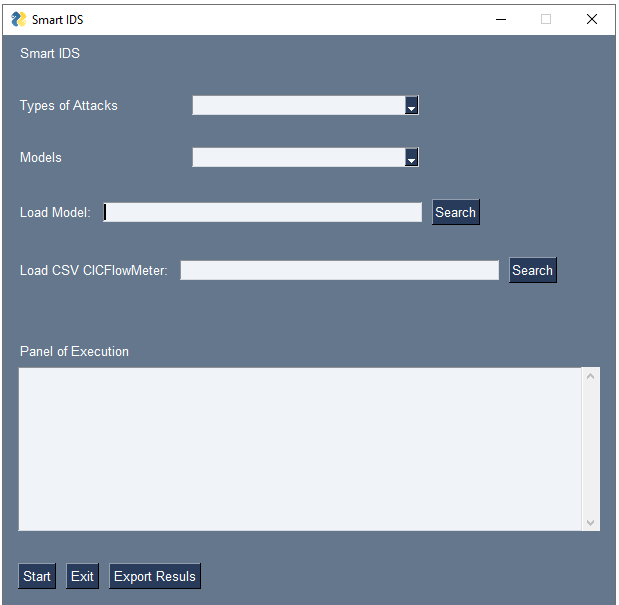 Smart IDS
Smart IDS
Types of Attacks
Models
Load Model: Search
Load CSV CICFlowMeter: Search
Panel of Execution
Start Exit Export Resuls